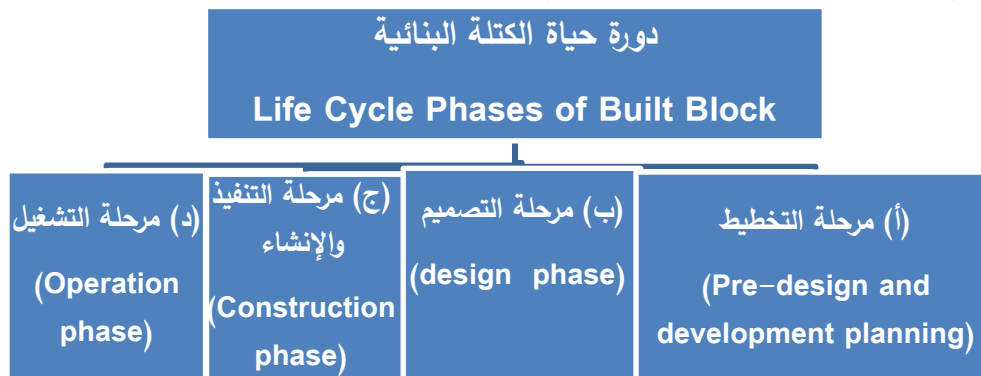 دورة حياة الكتلة البنائية
Life Cycle Phases of Built Block
(أ) مرحلة التخطيط
(Pre-design and
development planning)
(ب) مرحلة التصميم
(design phase)
(ج) مرحلة التنفيذ
والإنشاء
(Construction
phase)
(د) مرحلة التشغيل
(Operation
phase)